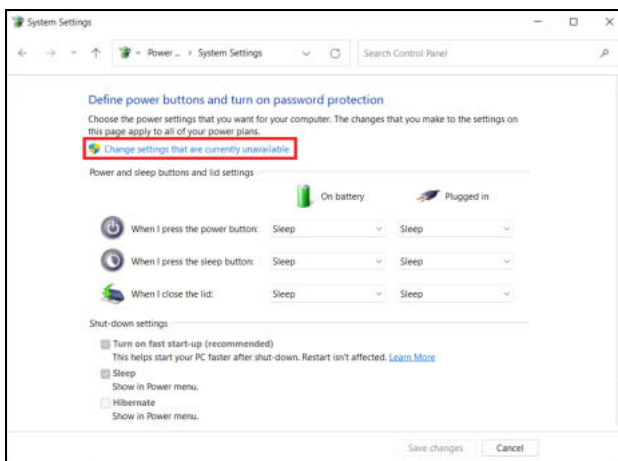 System Settings
Power ... > System Settings
Search Control Panel
Define power buttons and turn on password protection
Choose the power settings that you want for your computer. The changes that you make to the settings on
this page apply to all of your power plans.
Change settings that are currently unavailable
Power and sleep buttons and lid settings
On battery Plugged in
When I press the power button: Sleep Sleep
When I press the sleep button: Sleep Sleep
When I close the lid: Sleep Sleep
Shut-down settings
Turn on fast start-up (recommended)
This helps start your PC faster after shut-down. Restart isn't affected. Learn More
Sleep
Show in Power menu.
Hibernate
Show in Power menu.
Save changes Cancel